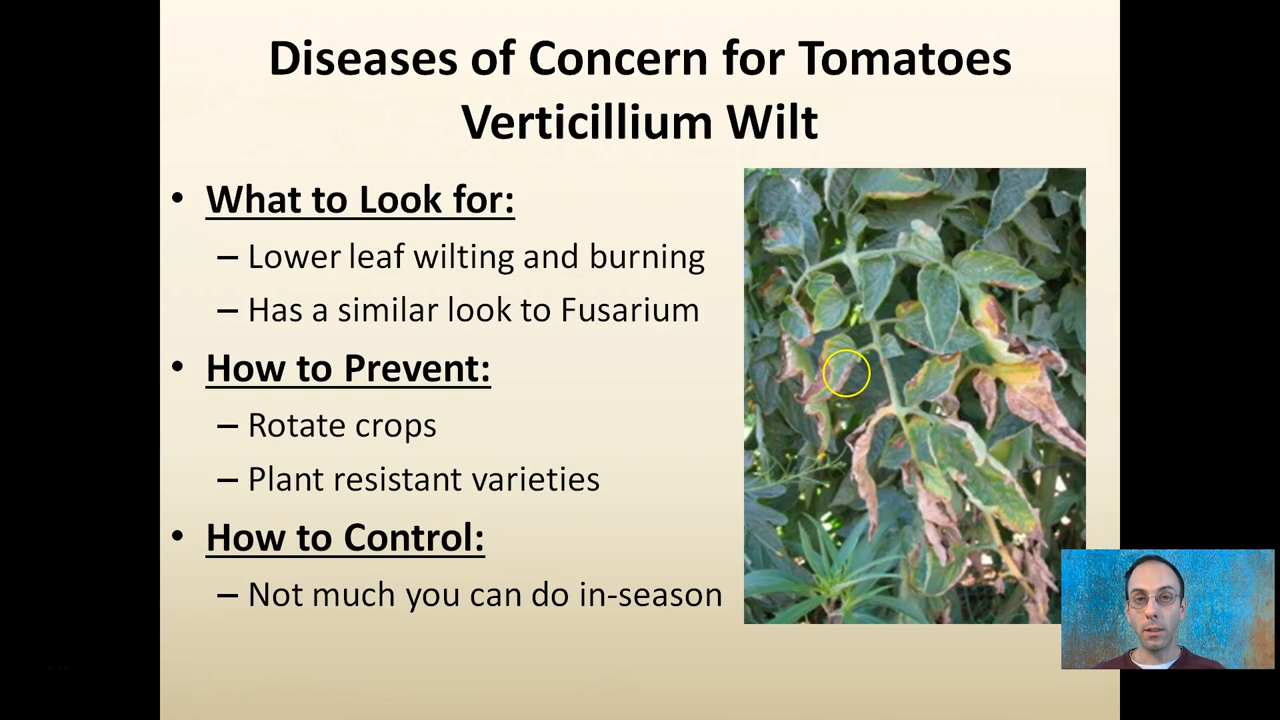 Diseases of Concern for Tomatoes
Verticillium Wilt
• What to Look for:
– Lower leaf wilting and burning
– Has a similar look to Fusarium
• How to Prevent:
– Rotate crops
– Plant resistant varieties
• How to Control:
– Not much you can do in-season